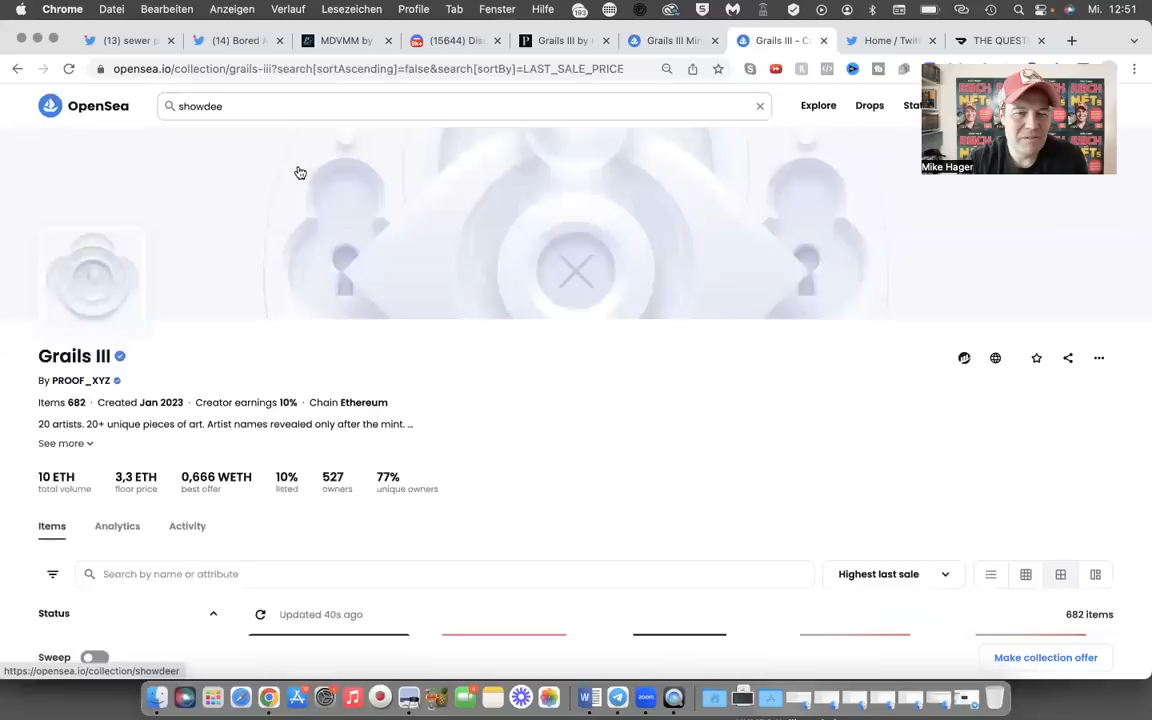 Chrome Datei Bearbeiten Anzeigen Verlauf Lesezeichen Profile Tab Fenster Hilfe 193 Mi. 12:51
(13) sewer p (14) Bored A MDVMM by (15644) Dis Grails III by Grails III Min Grails III - C Home / Twit THE QUEST
opensea.io/collection/grails-iii?search[sortAscending]=false&search[sortBy]=LAST_SALE_PRICE
OpenSea showdee Explore Drops Stat
Mike Hager
Grails III
By PROOF_XYZ
Items 682 · Created Jan 2023 · Creator earnings 10% · Chain Ethereum
20 artists. 20+ unique pieces of art. Artist names revealed only after the mint. ...
See more
10 ETH 3,3 ETH 0,666 WETH 10% 527 77%
total volume floor price best offer listed owners unique owners
Items Analytics Activity
Search by name or attribute Highest last sale
Status Updated 40s ago 682 items
Sweep Make collection offer
https://opensea.io/collection/showdeer
zoom